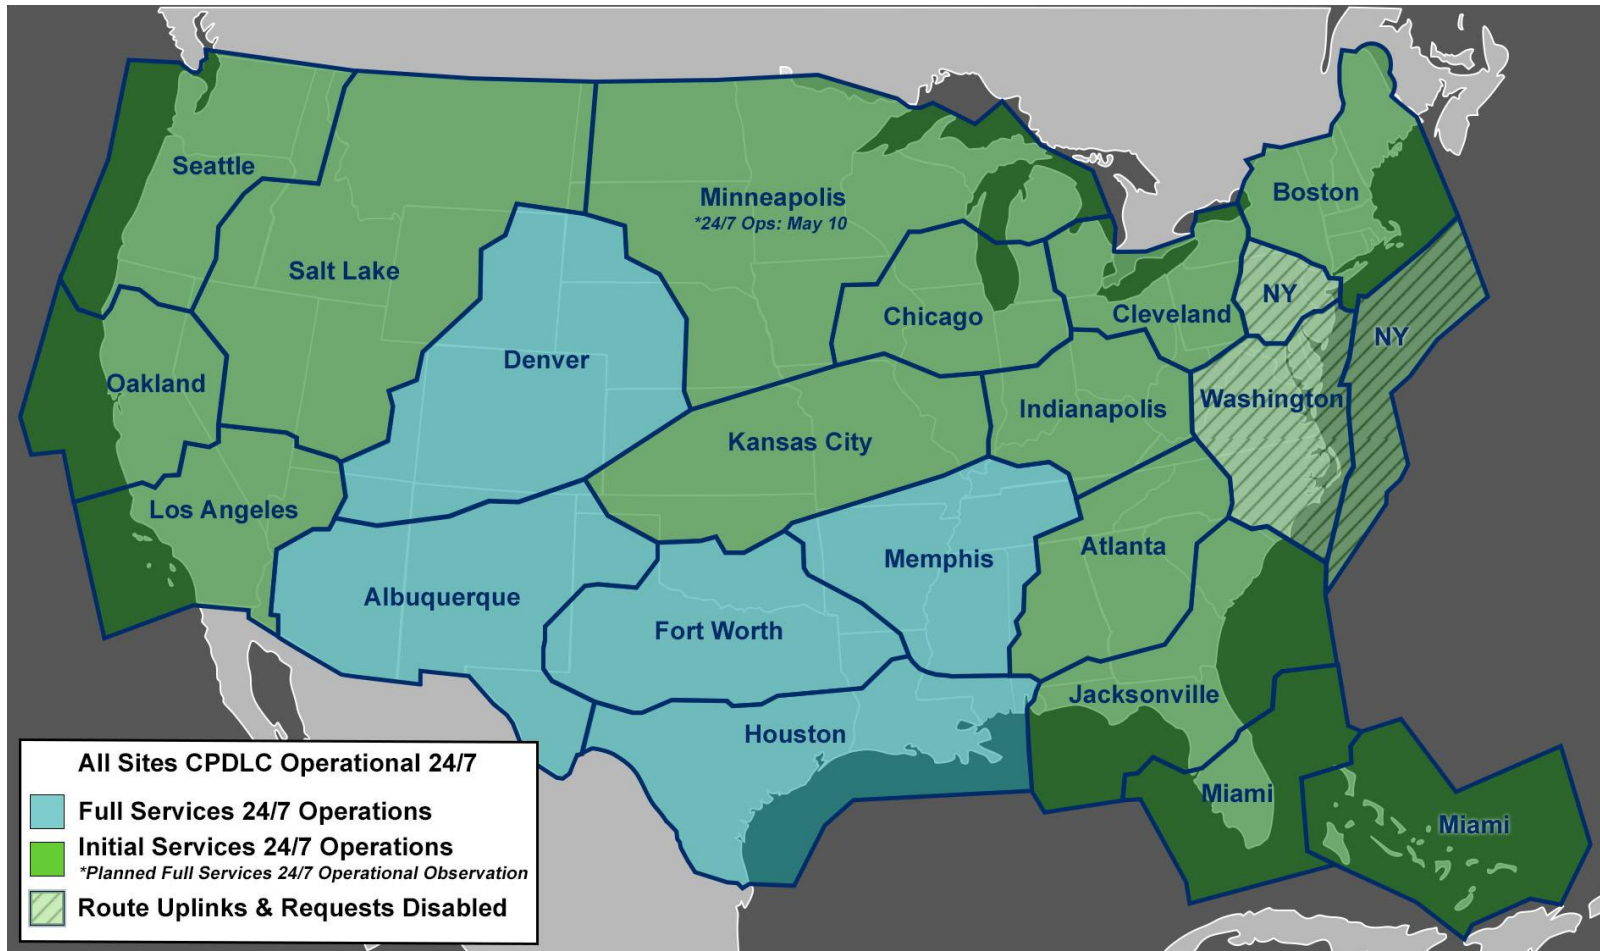 Seattle
Minneapolis
*24/7 Ops: May 10
Boston
Salt Lake
NY
Chicago
Cleveland
NY
Denver
Oakland
Washington
Indianapolis
Kansas City
Los Angeles
Atlanta
Memphis
Albuquerque
Fort Worth
Jacksonville
Houston
Miami
Miami
All Sites CPDLC Operational 24/7
Full Services 24/7 Operations
Initial Services 24/7 Operations
*Planned Full Services 24/7 Operational Observation
Route Uplinks & Requests Disabled